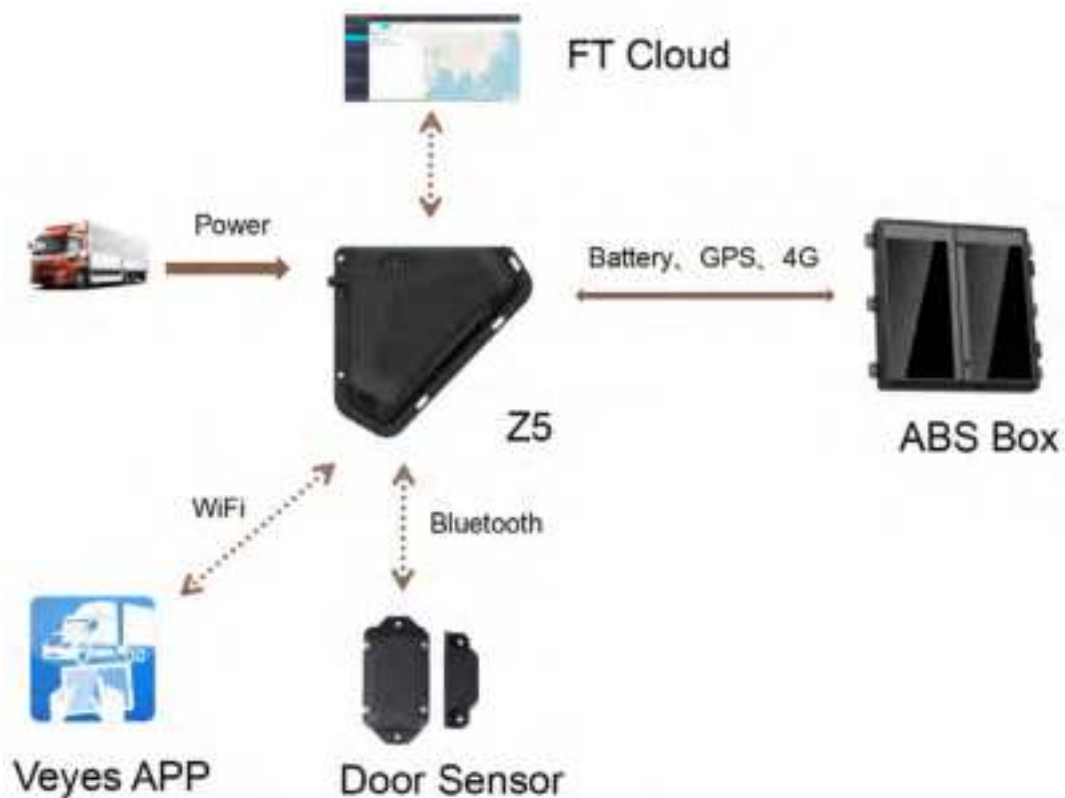 FT Cloud
Power
Battery、GPS、4G
Z5
ABS Box
WiFi
Bluetooth
Veyes APP
Door Sensor